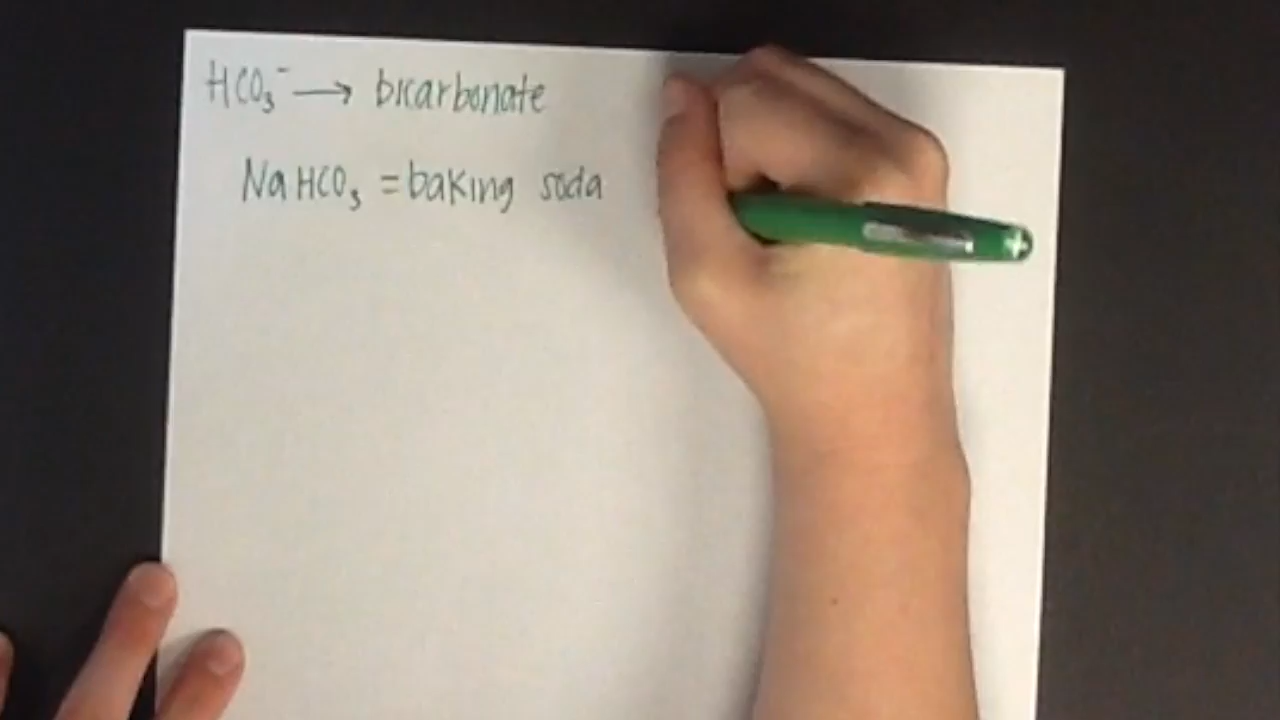 HCO₃⁻ → bicarbonate
NaHCO₃ = baking soda